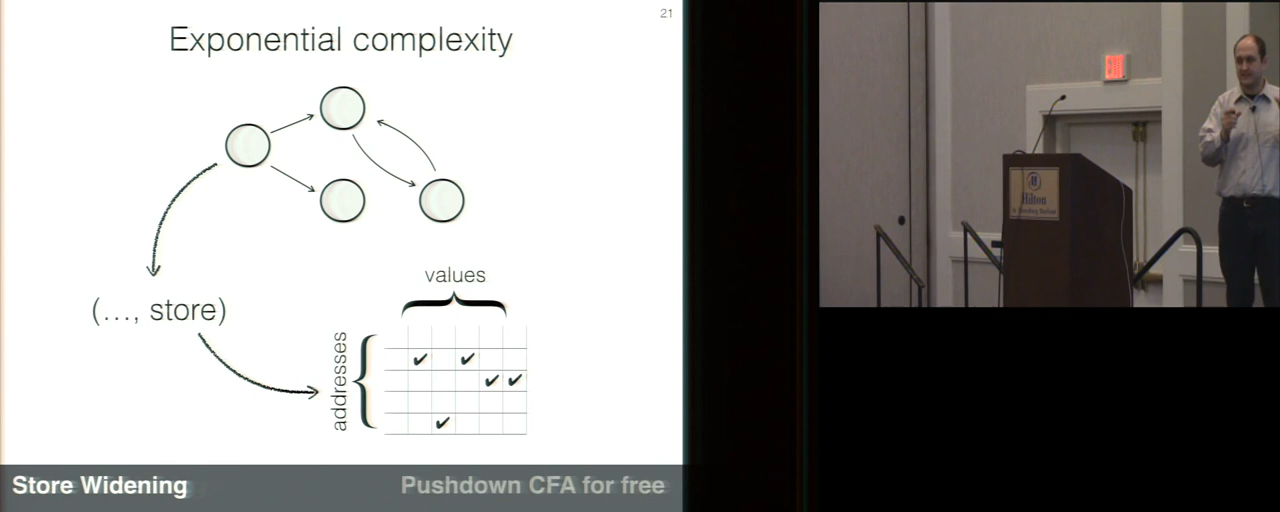 21
Exponential complexity
values
(..., store)
addresses
Store Widening
Pushdown CFA for free
Hilton